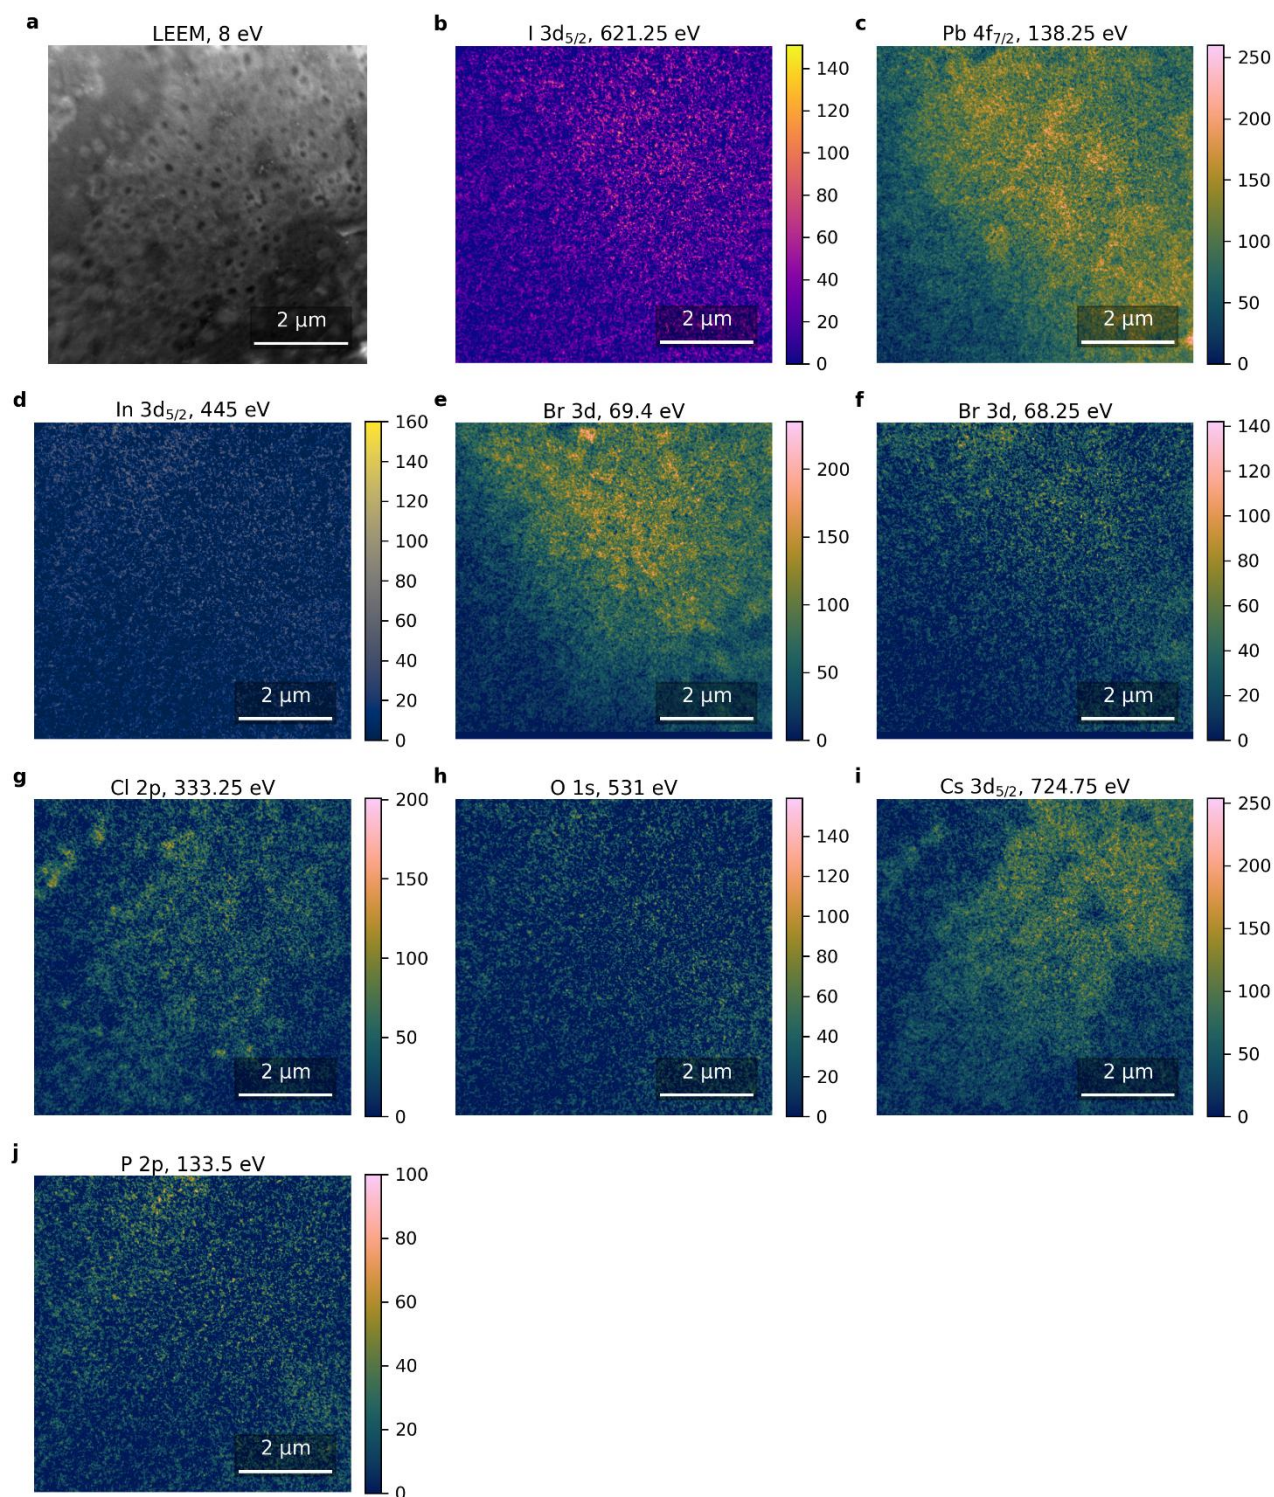 a
LEEM, 8 eV
2 µm
b
I 3d₅/₂, 621.25 eV
2 µm
140
120
100
80
60
40
20
0
c
Pb 4f₇/₂, 138.25 eV
2 µm
250
200
150
100
50
0
d
In 3d₅/₂, 445 eV
2 µm
160
140
120
100
80
60
40
20
0
e
Br 3d, 69.4 eV
2 µm
200
150
100
50
0
f
Br 3d, 68.25 eV
2 µm
140
120
100
80
60
40
20
0
g
Cl 2p, 333.25 eV
2 µm
200
150
100
50
0
h
O 1s, 531 eV
2 µm
140
120
100
80
60
40
20
0
i
Cs 3d₅/₂, 724.75 eV
2 µm
250
200
150
100
50
0
j
P 2p, 133.5 eV
2 µm
100
80
60
40
20
0